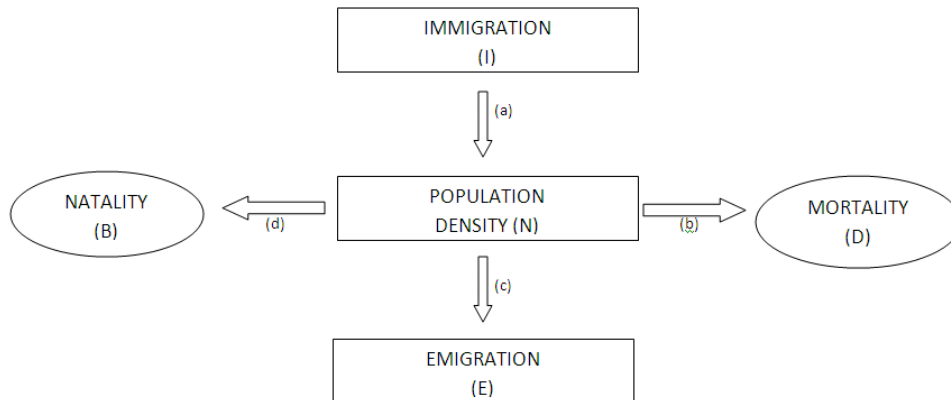 IMMIGRATION
(I)
(a)
NATALITY
(B)
(d)
POPULATION
DENSITY (N)
(b)
MORTALITY
(D)
(c)
EMIGRATION
(E)